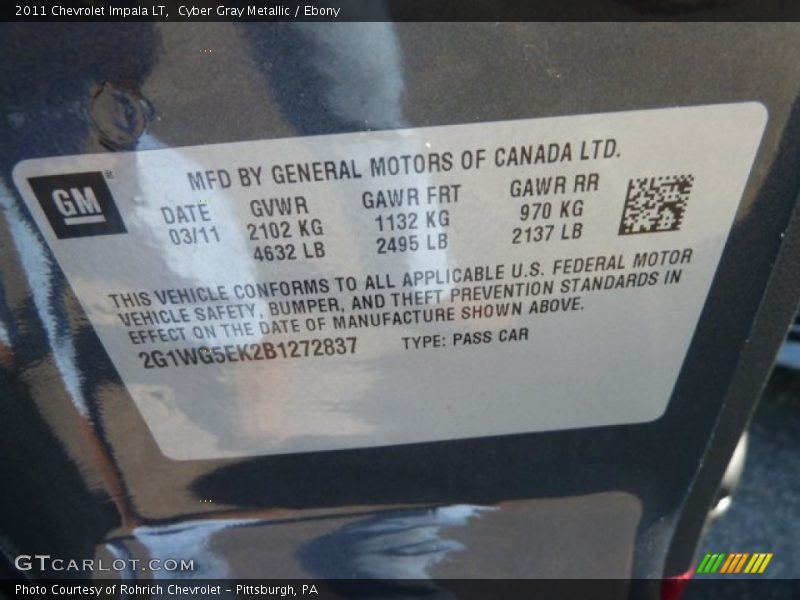 2011 Chevrolet Impala LT,  Cyber Gray Metallic / Ebony
MFD BY GENERAL MOTORS OF CANADA LTD.
GM
DATE GVWR GAWR FRT GAWR RR
03/11 2102 KG 1132 KG 970 KG
4632 LB 2495 LB 2137 LB
THIS VEHICLE CONFORMS TO ALL APPLICABLE U.S. FEDERAL MOTOR
VEHICLE SAFETY, BUMPER, AND THEFT PREVENTION STANDARDS IN
EFFECT ON THE DATE OF MANUFACTURE SHOWN ABOVE.
2G1WG5EK2B1272837 TYPE: PASS CAR
GTCarlot.com
Photo Courtesy of Rohrich Chevrolet – Pittsburgh, PA